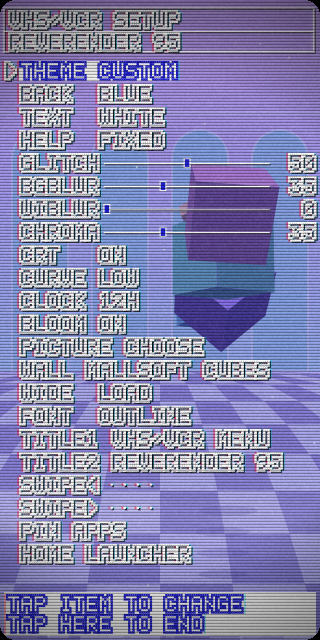 VHS/VCR SETUP
REVERENDER 95
THEME CUSTOM
BACK BLUE
TEXT WHITE
HELP FIXED
GLITCH 50
BGBLUR 35
WIBLUR 0
CHROMA 35
CRT ON
CURVE LOW
CLOCK 12H
BLOOM ON
PICTURE CHOOSE
WALL MALLSOFT CUBES
WIDE LOAD
FONT OUTLINE
TITLE1 VHS/VCR MENU
TITLE2 REVERENDER 95
SWIPE< ----
SWIPE> ----
PIN APPS
HOME LAUNCHER
TAP ITEM TO CHANGE
TAP HERE TO END